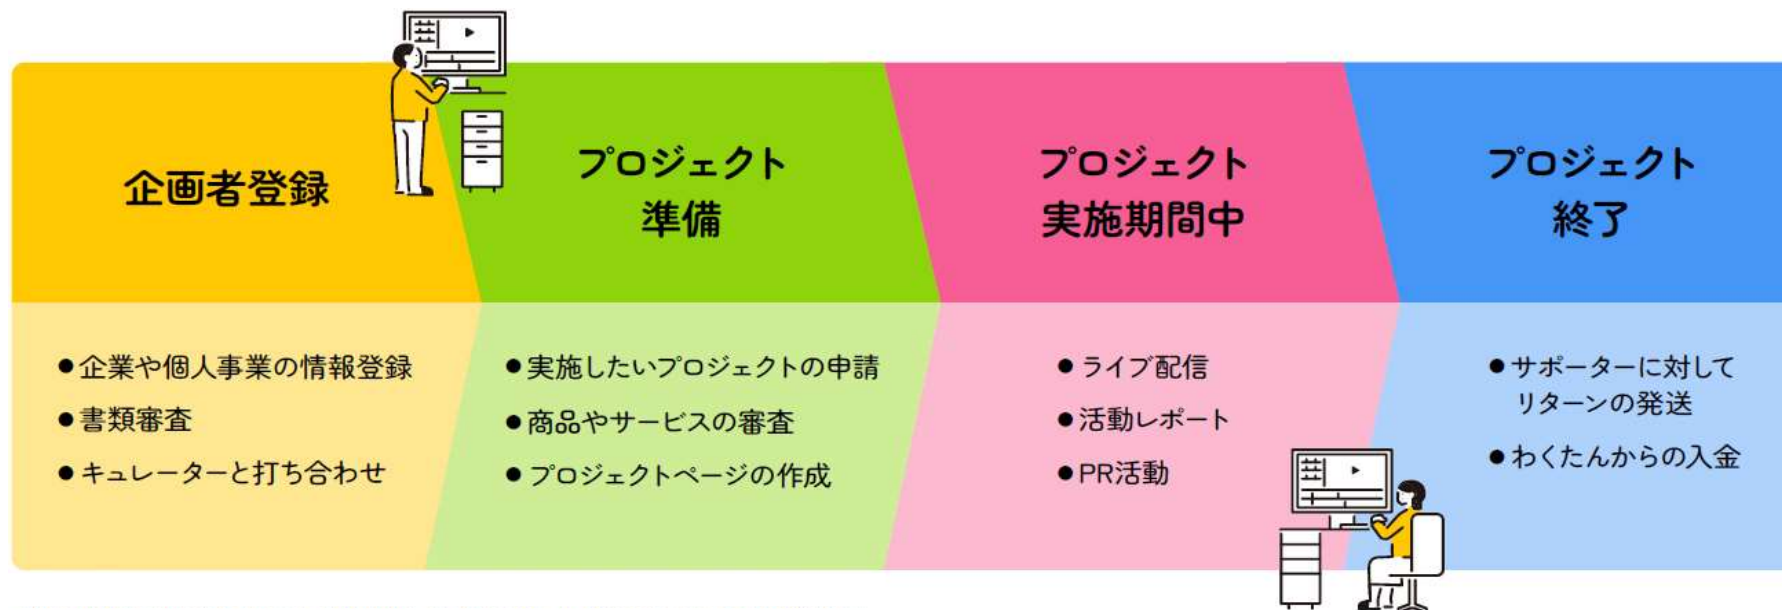 企画者登録
●企業や個人事業の情報登録
●書類審査
●キュレーターと打ち合わせ
プロジェクト
準備
●実施したいプロジェクトの申請
●商品やサービスの審査
●プロジェクトページの作成
プロジェクト
実施期間中
●ライブ配信
●活動レポート
●PR活動
プロジェクト
終了
●サポーターに対して
リターンの発送
●わくたんからの入金